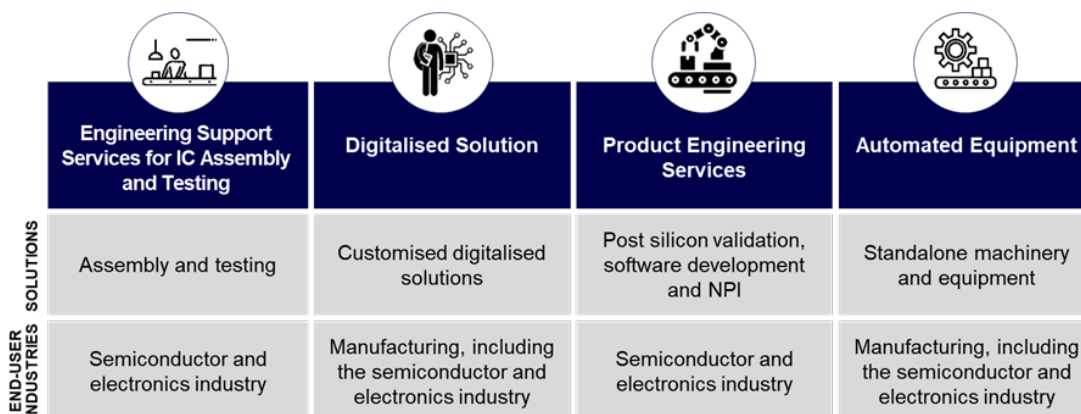 Engineering Support
Services for IC Assembly
and Testing
Digitalised Solution
Product Engineering
Services
Automated Equipment
SOLUTIONS
Assembly and testing
Customised digitalised
solutions
Post silicon validation,
software development
and NPI
Standalone machinery
and equipment
END-USER
INDUSTRIES
Semiconductor and
electronics industry
Manufacturing, including
the semiconductor and
electronics industry
Semiconductor and
electronics industry
Manufacturing, including
the semiconductor and
electronics industry